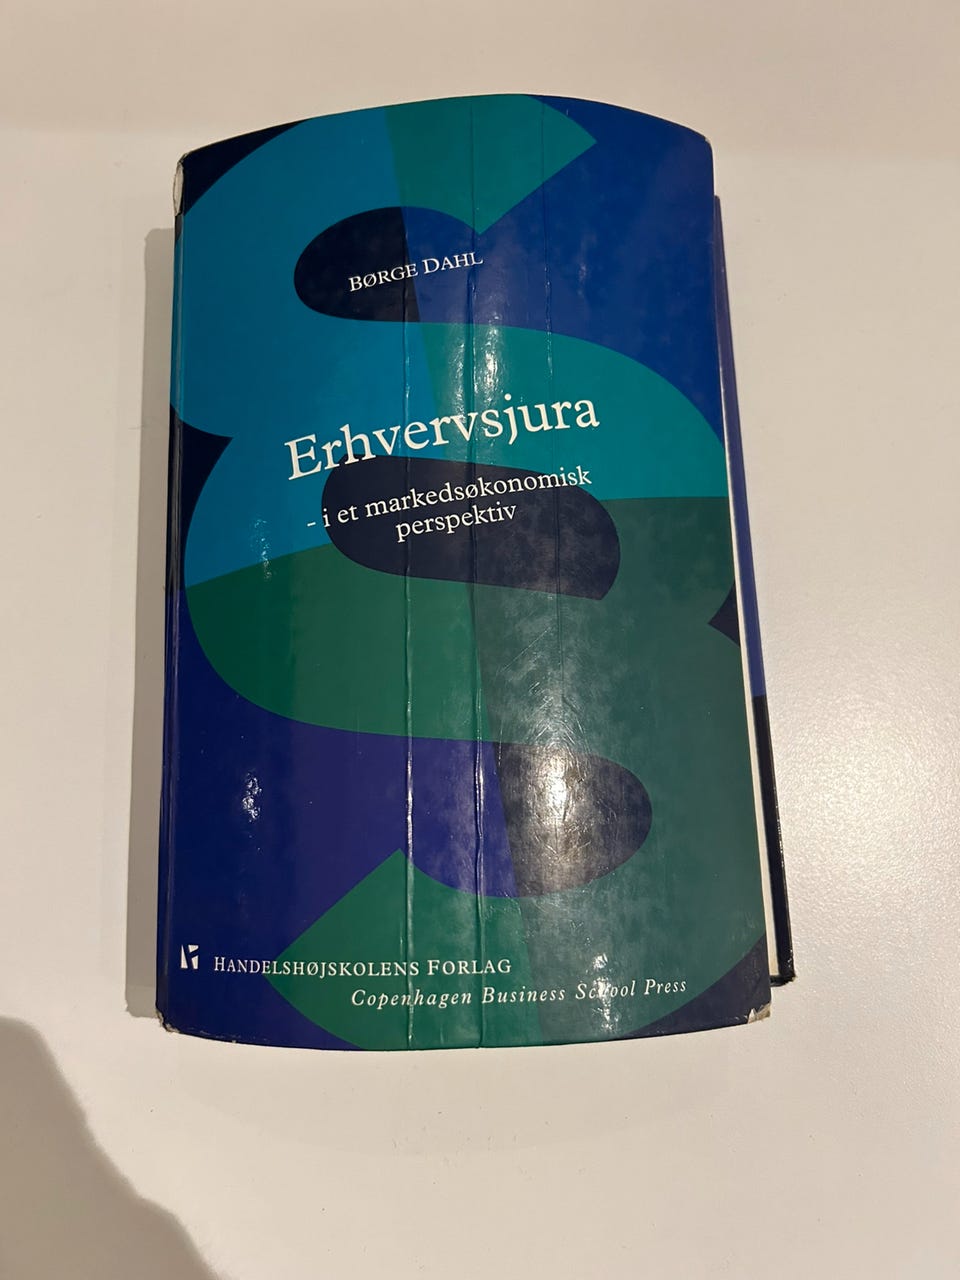 BØRGE DAHL
Erhvervsjura
- i et markedsøkonomisk
perspektiv
HANDELSHØJSKOLENS FORLAG
Copenhagen Business School Press